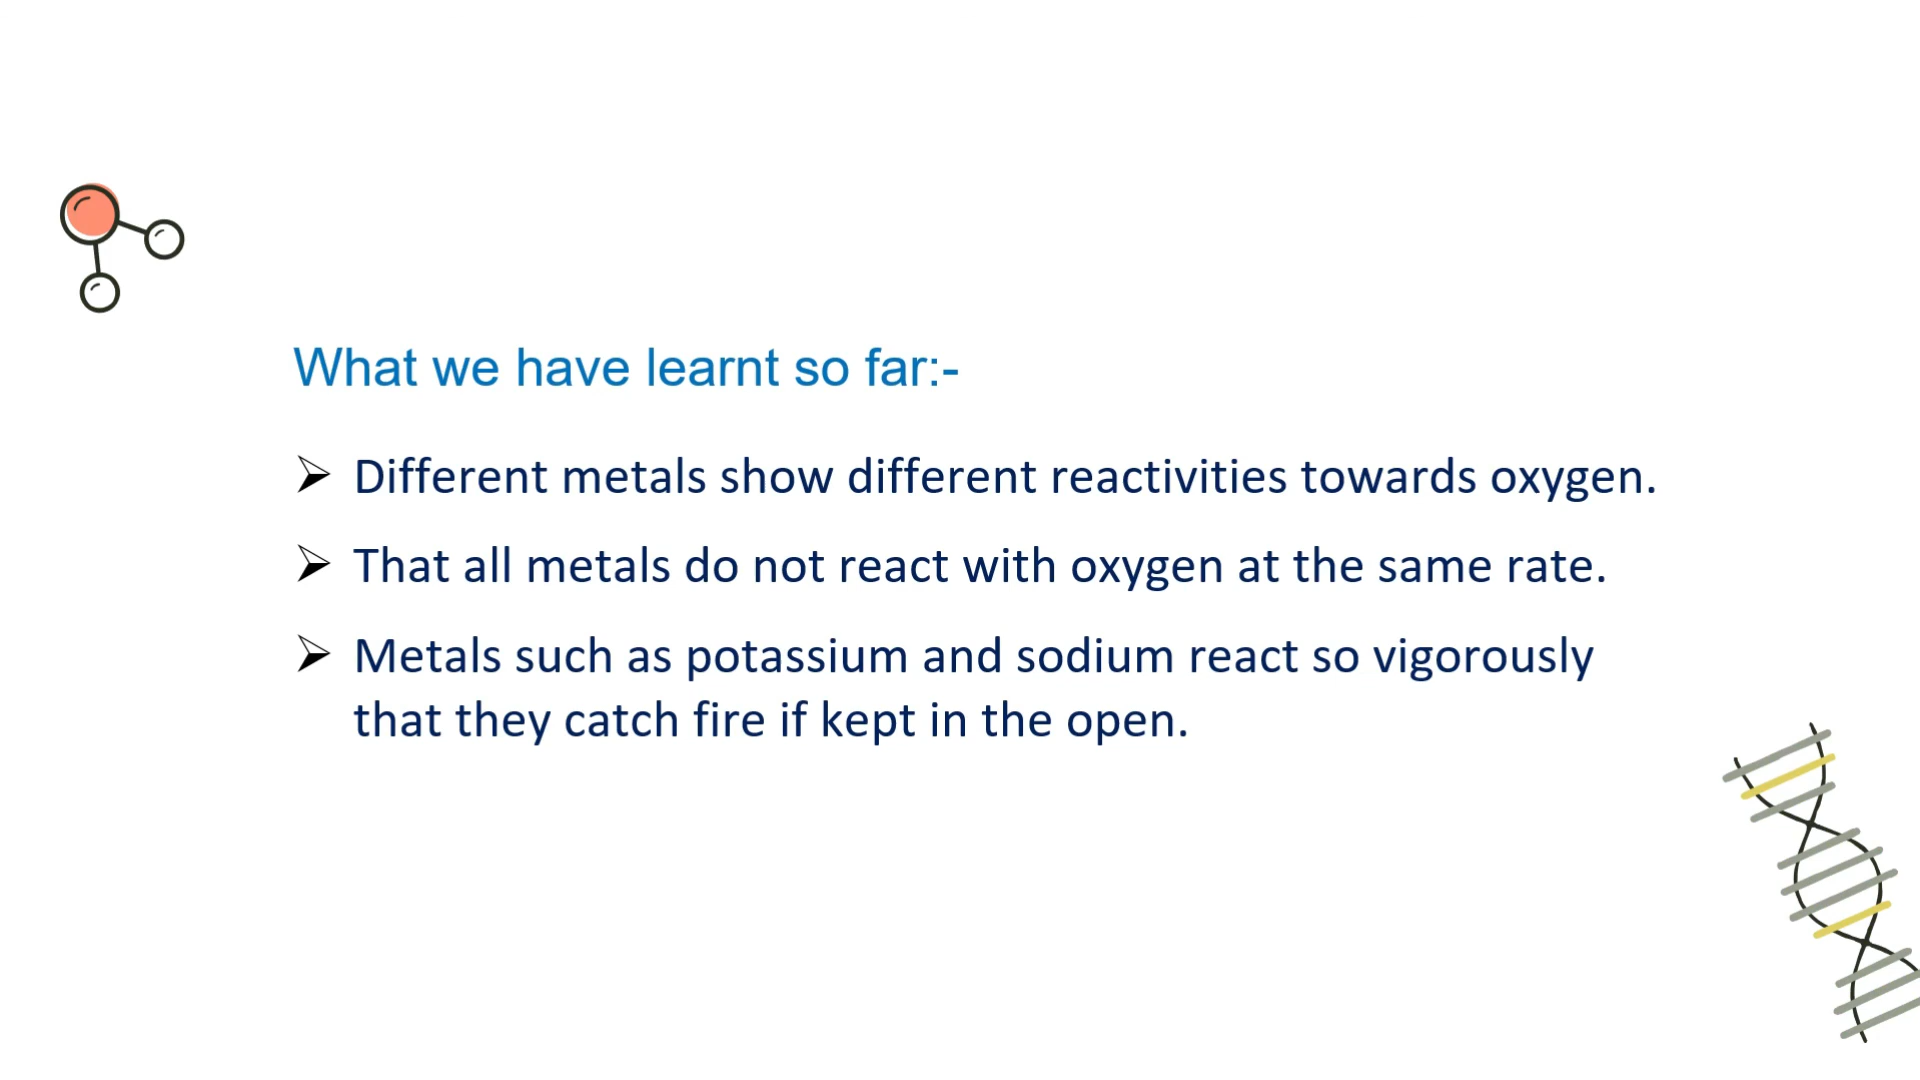 What we have learnt so far:-
➢ Different metals show different reactivities towards oxygen.
➢ That all metals do not react with oxygen at the same rate.
➢ Metals such as potassium and sodium react so vigorously
that they catch fire if kept in the open.